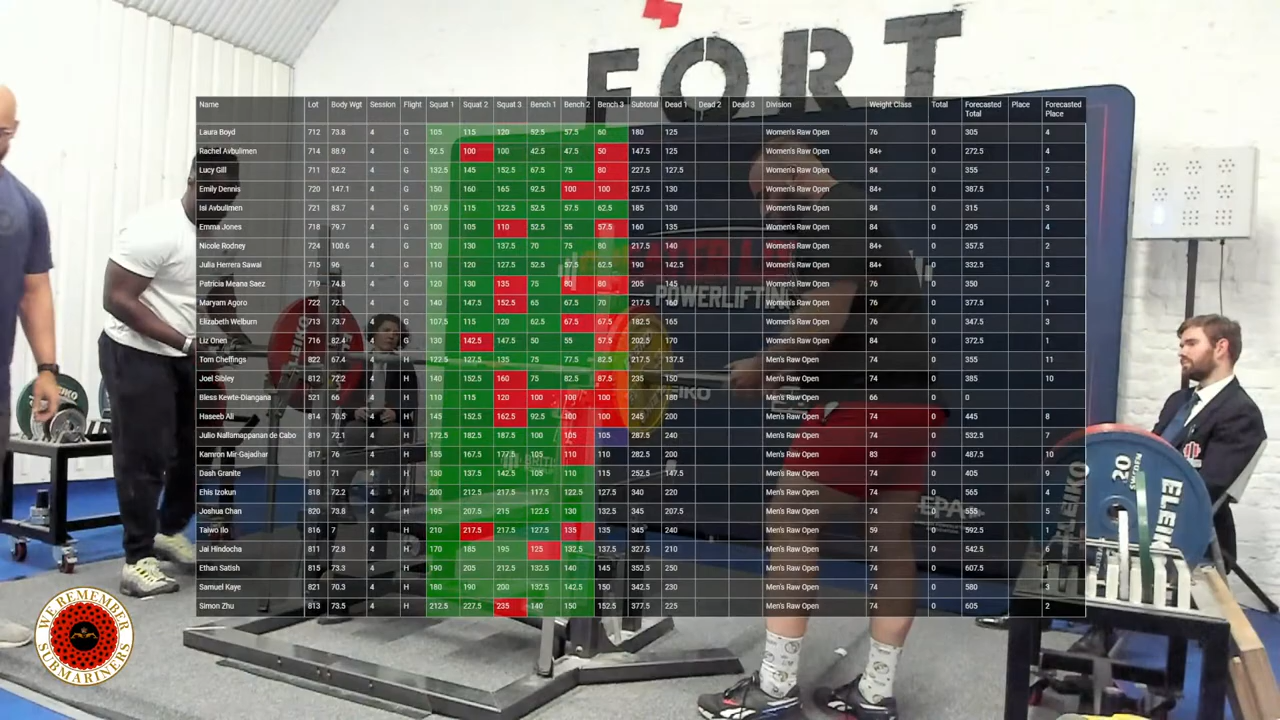 FORT
Name Lot Body Wgt Session Flight Squat 1 Squat 2 Squat 3 Bench 1 Bench 2 Bench 3 Subtotal Dead 1 Dead 2 Dead 3 Division Weight Class Total Forecasted Total Place Forecasted Place
Laura Boyd 712 73.8 4 G 105 115 120 52.5 57.5 60 180 125 Women's Raw Open 76 0 305 4
Rachel Avbulimen 714 88.9 4 G 92.5 100 100 42.5 47.5 50 147.5 125 Women's Raw Open 84+ 0 272.5 4
Lucy Gill 711 82.2 4 G 132.5 145 152.5 67.5 75 80 227.5 127.5 Women's Raw Open 84 0 355 2
Emily Dennis 720 147.1 4 G 150 160 165 92.5 100 100 257.5 130 Women's Raw Open 84+ 0 387.5 1
Isi Avbulimen 721 83.7 4 G 107.5 115 122.5 52.5 57.5 62.5 185 130 Women's Raw Open 84 0 315 3
Emma Jones 718 79.7 4 G 100 105 110 52.5 55 57.5 160 135 Women's Raw Open 84 0 295 4
Nicole Rodney 724 100.6 4 G 120 130 137.5 70 75 80 217.5 140 Women's Raw Open 84+ 0 357.5 2
Julia Herrera Sawai 715 96 4 G 110 120 127.5 52.5 57.5 62.5 190 142.5 Women's Raw Open 84+ 0 332.5 3
Patricia Meana Saez 719 74.8 4 G 120 130 135 75 80 80 205 145 Women's Raw Open 76 0 350 2
Maryam Agoro 722 72.1 4 G 140 147.5 152.5 65 67.5 70 217.5 160 Women's Raw Open 76 0 377.5 1
Elizabeth Welburn 713 73.7 4 G 107.5 115 120 62.5 67.5 67.5 182.5 165 Women's Raw Open 76 0 347.5 3
Liz Onen 716 82.4 4 G 130 142.5 147.5 50 55 57.5 202.5 170 Women's Raw Open 84 0 372.5 1
Tom Cheffings 822 67.4 4 H 122.5 127.5 135 75 77.5 82.5 217.5 137.5 Men's Raw Open 74 0 355 11
Joel Sibley 812 72.2 4 H 140 152.5 160 75 82.5 87.5 235 150 Men's Raw Open 74 0 385 10
Bless Kewte-Diangana 521 66 4 H 110 115 120 100 100 100 180 Men's Raw Open 66 0 0
Haseeb Ali 814 70.5 4 H 145 152.5 162.5 92.5 100 100 245 200 Men's Raw Open 74 0 445 8
Julio Nallamappanan de Cabo 819 72.1 4 H 172.5 182.5 187.5 100 105 105 287.5 240 Men's Raw Open 74 0 532.5 7
Kamron Mir-Gajadhar 817 76 4 H 155 167.5 177.5 105 110 110 282.5 200 Men's Raw Open 83 0 487.5 10
Dash Granite 810 71 4 H 130 137.5 142.5 105 110 115 252.5 147.5 Men's Raw Open 74 0 405 9
Ehis Izokun 818 72.2 4 H 200 212.5 217.5 117.5 122.5 127.5 340 220 Men's Raw Open 74 0 565 4
Joshua Chan 820 73.8 4 H 195 207.5 215 122.5 130 132.5 345 207.5 Men's Raw Open 74 0 555 5
Taiwo Ilo 816 7 4 H 210 217.5 217.5 127.5 135 135 345 240 Men's Raw Open 59 0 592.5 1
Jai Hindocha 811 72.8 4 H 170 185 195 125 132.5 137.5 327.5 210 Men's Raw Open 74 0 542.5 6
Ethan Satish 815 73.3 4 H 190 205 212.5 132.5 140 145 352.5 250 Men's Raw Open 74 0 607.5 1
Samuel Kaye 821 70.3 4 H 180 190 200 132.5 142.5 150 342.5 230 Men's Raw Open 74 0 580 3
Simon Zhu 813 73.5 4 H 212.5 227.5 235 140 150 152.5 377.5 225 Men's Raw Open 74 0 605 2
POWERLIFTIN
ELEIKO
EIKO
EPA
ELEIKO
20
SWEDEN
ELEIKO
WE REMEMBER
SUBMARINERS